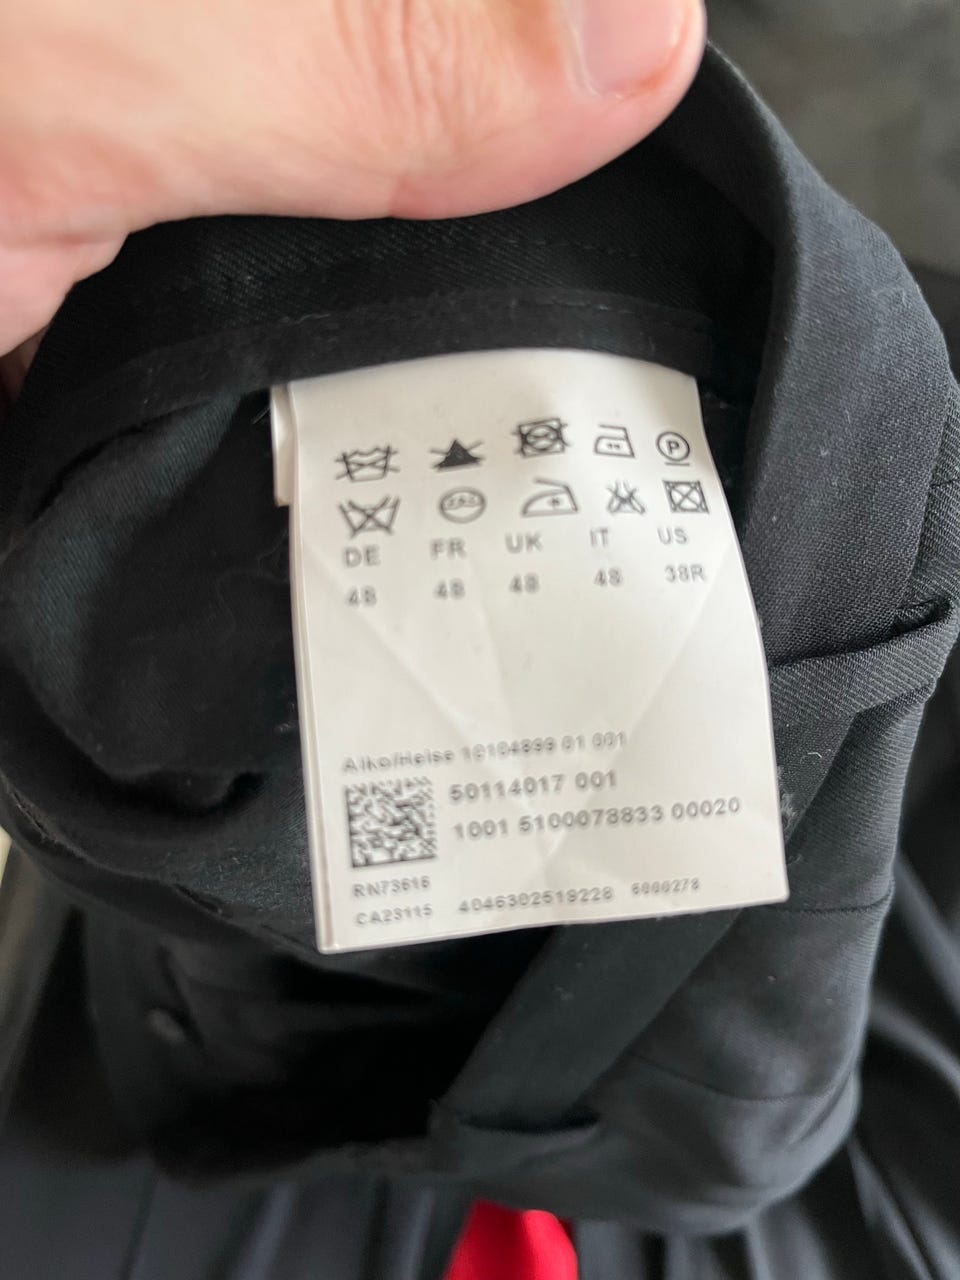 P
DE FR UK IT US
48 48 48 48 38R
Aiko/Heise 10104899 01 001
50114017 001
1001 5100078833 00020
RN73616
CA23115 4046302519228 6000278